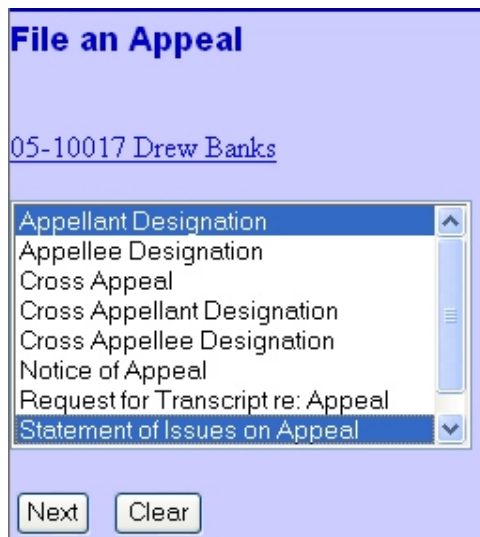 File an Appeal
05-10017 Drew Banks
Appellant Designation
Appellee Designation
Cross Appeal
Cross Appellant Designation
Cross Appellee Designation
Notice of Appeal
Request for Transcript re: Appeal
Statement of Issues on Appeal
Next Clear